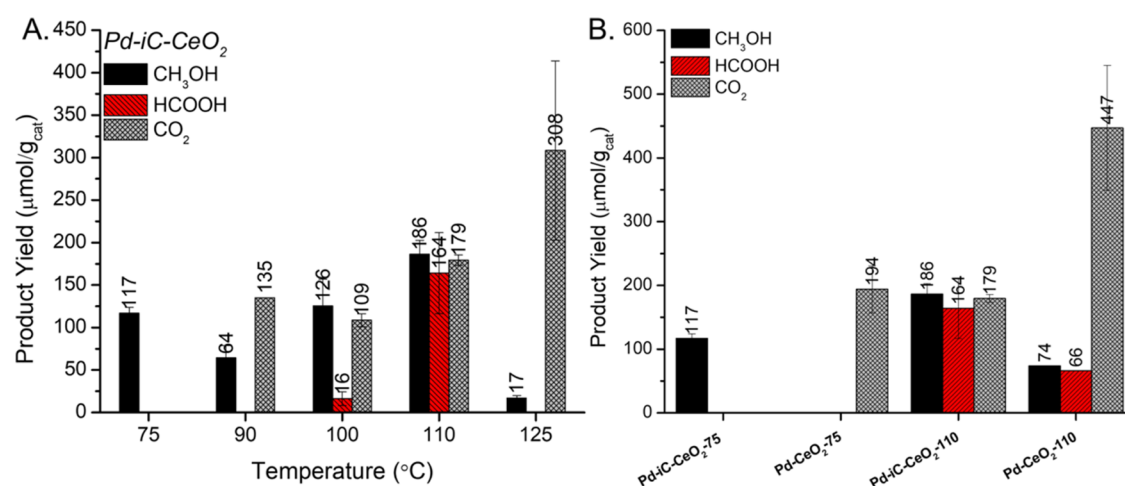 A.
Pd-iC-CeO₂
CH₃OH
HCOOH
CO₂
Product Yield (μmol/gcat)
450
400
350
300
250
200
150
100
50
0
117
64
135
126
16
109
186
164
179
17
308
75 90 100 110 125
Temperature (°C)
B.
CH₃OH
HCOOH
CO₂
Product Yield (μmol/gcat)
600
500
400
300
200
100
0
117
194
186
164
179
74
66
447
Pd-iC-CeO₂-75
Pd-CeO₂-75
Pd-iC-CeO₂-110
Pd-CeO₂-110